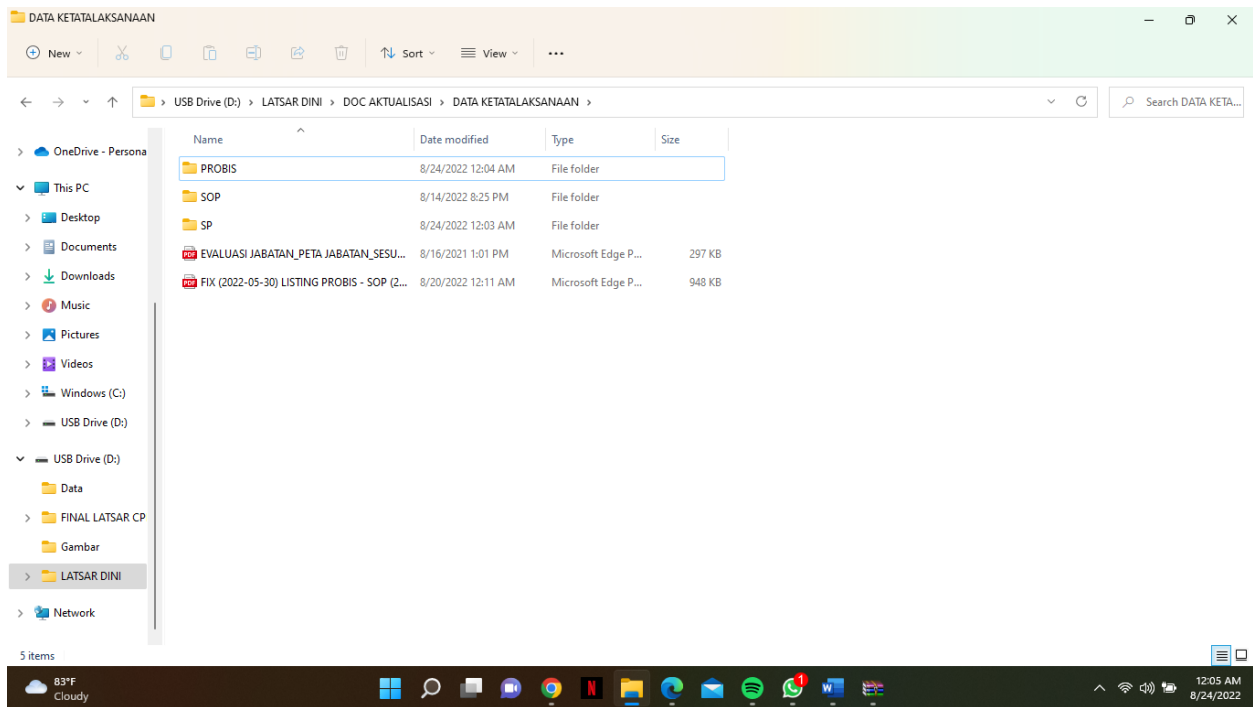 DATA KETATALAKSANAAN
New Sort View ...
USB Drive (D:) > LATSAR DINI > DOC AKTUALISASI > DATA KETATALAKSANAAN >
Search DATA KETA...
Name Date modified Type Size
PROBIS 8/24/2022 12:04 AM File folder
SOP 8/14/2022 8:25 PM File folder
SP 8/24/2022 12:03 AM File folder
PDF EVALUASI JABATAN_PETA JABATAN_SESU... 8/16/2021 1:01 PM Microsoft Edge P... 297 KB
PDF FIX (2022-05-30) LISTING PROBIS - SOP (2... 8/20/2022 12:11 AM Microsoft Edge P... 948 KB
OneDrive - Persona
This PC
Desktop
Documents
Downloads
Music
Pictures
Videos
Windows (C:)
USB Drive (D:)
USB Drive (D:)
Data
FINAL LATSAR CP
Gambar
LATSAR DINI
Network
5 items
83°F
Cloudy
N
1
W
12:05 AM
8/24/2022